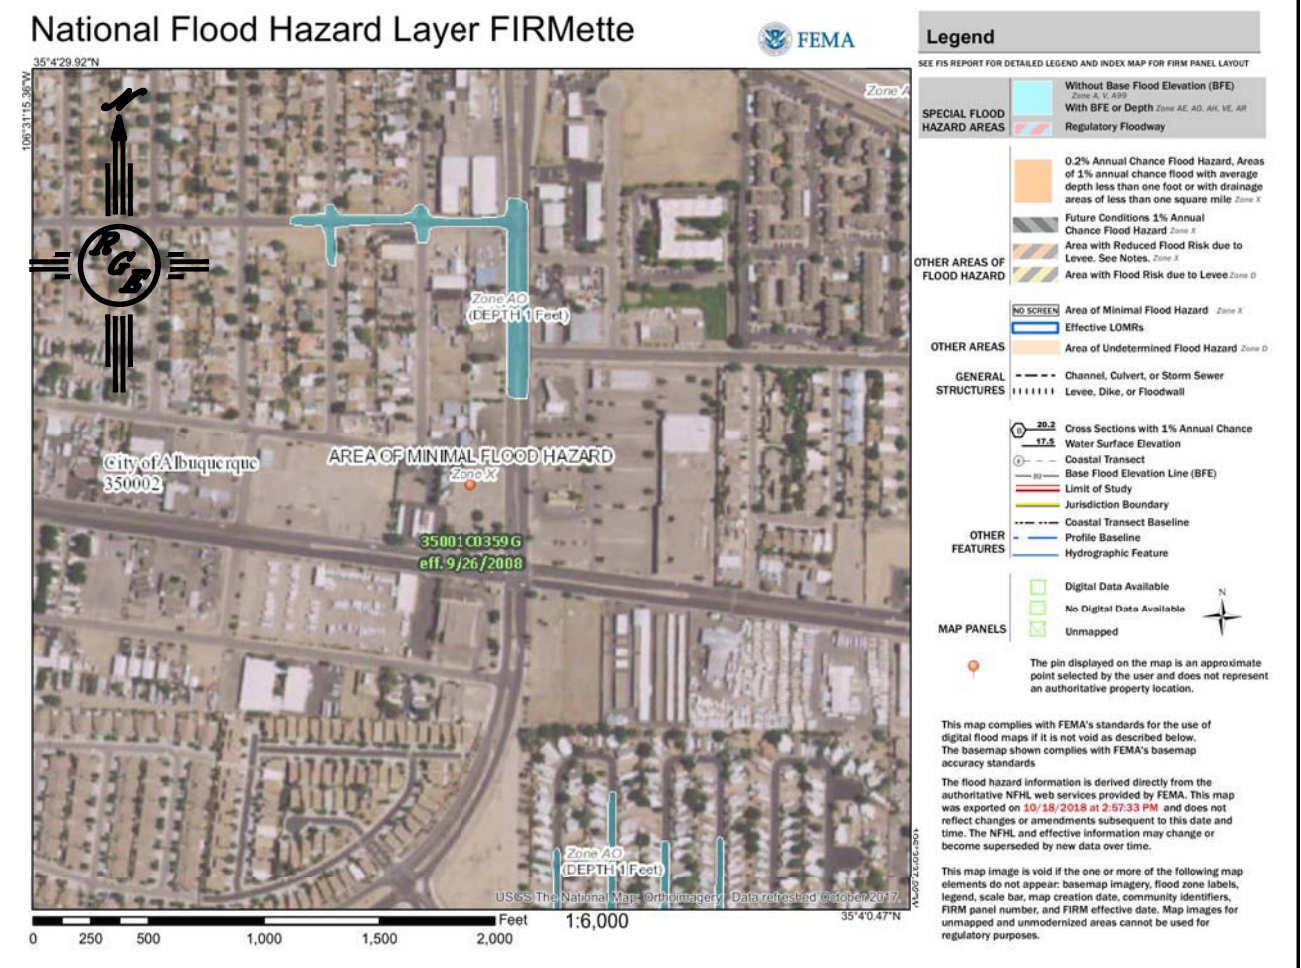 National Flood Hazard Layer FIRMette
FEMA
35°4'29.92"N
106°31'15.36"W
N
RGE
Zone A
Zone AO
(DEPTH 1 Feet)
AREA OF MINIMAL FLOOD HAZARD
Zone X
City of Albuquerque
350002
35001C0359G
eff. 9/26/2008
Zone AO
(DEPTH 1 Feet)
USGS The National Map: Orthoimagery. Data refreshed October 2017.
35°4'0.47"N
Feet
1:6,000
0 250 500 1,000 1,500 2,000
Legend
SEE FIS REPORT FOR DETAILED LEGEND AND INDEX MAP FOR FIRM PANEL LAYOUT
SPECIAL FLOOD
HAZARD AREAS
Without Base Flood Elevation (BFE)
Zone A, V, A99
With BFE or Depth Zone AE, AO, AH, VE, AR
Regulatory Floodway
OTHER AREAS OF
FLOOD HAZARD
0.2% Annual Chance Flood Hazard, Areas
of 1% annual chance flood with average
depth less than one foot or with drainage
areas of less than one square mile Zone X
Future Conditions 1% Annual
Chance Flood Hazard Zone X
Area with Reduced Flood Risk due to
Levee. See Notes. Zone X
Area with Flood Risk due to Levee Zone D
OTHER AREAS
NO SCREEN Area of Minimal Flood Hazard Zone X
Effective LOMRs
Area of Undetermined Flood Hazard Zone D
GENERAL
STRUCTURES
Channel, Culvert, or Storm Sewer
Levee, Dike, or Floodwall
OTHER
FEATURES
B 20.2 Cross Sections with 1% Annual Chance
17.5 Water Surface Elevation
Coastal Transect
Base Flood Elevation Line (BFE)
Limit of Study
Jurisdiction Boundary
Coastal Transect Baseline
Profile Baseline
Hydrographic Feature
MAP PANELS
Digital Data Available
No Digital Data Available
Unmapped
N
The pin displayed on the map is an approximate
point selected by the user and does not represent
an authoritative property location.
This map complies with FEMA's standards for the use of
digital flood maps if it is not void as described below.
The basemap shown complies with FEMA's basemap
accuracy standards
The flood hazard information is derived directly from the
authoritative NFHL web services provided by FEMA. This map
was exported on 10/18/2018 at 2:57:33 PM and does not
reflect changes or amendments subsequent to this date and
time. The NFHL and effective information may change or
become superseded by new data over time.
This map image is void if the one or more of the following map
elements do not appear: basemap imagery, flood zone labels,
legend, scale bar, map creation date, community identifiers,
FIRM panel number, and FIRM effective date. Map images for
unmapped and unmodernized areas cannot be used for
regulatory purposes.